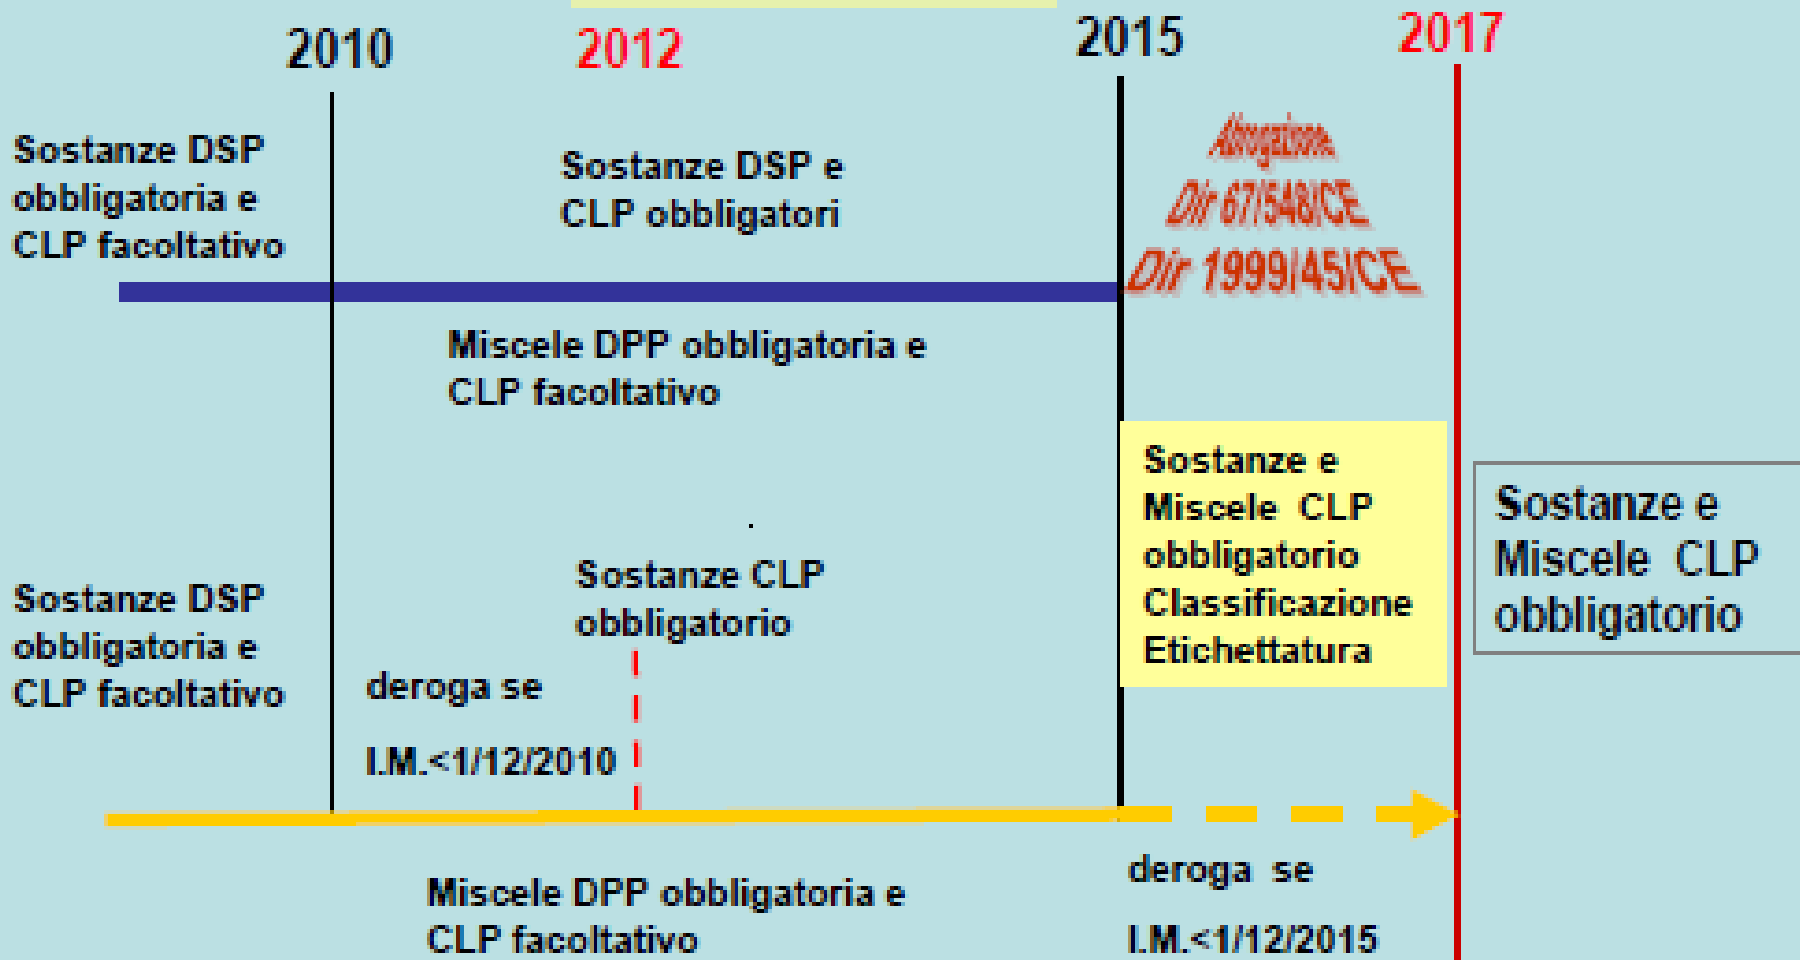 2010
2012
2015
2017
Sostanze DSP
obbligatoria e
CLP facoltativo
Sostanze DSP e
CLP obbligatori
Abrogazione
Dir 67/548/CE
Dir 1999/45/CE
Miscele DPP obbligatoria e
CLP facoltativo
Sostanze e
Miscele CLP
obbligatorio
Classificazione
Etichettatura
Sostanze e
Miscele CLP
obbligatorio
Sostanze DSP
obbligatoria e
CLP facoltativo
Sostanze CLP
obbligatorio
deroga se
I.M.<1/12/2010
Miscele DPP obbligatoria e
CLP facoltativo
deroga se
I.M.<1/12/2015